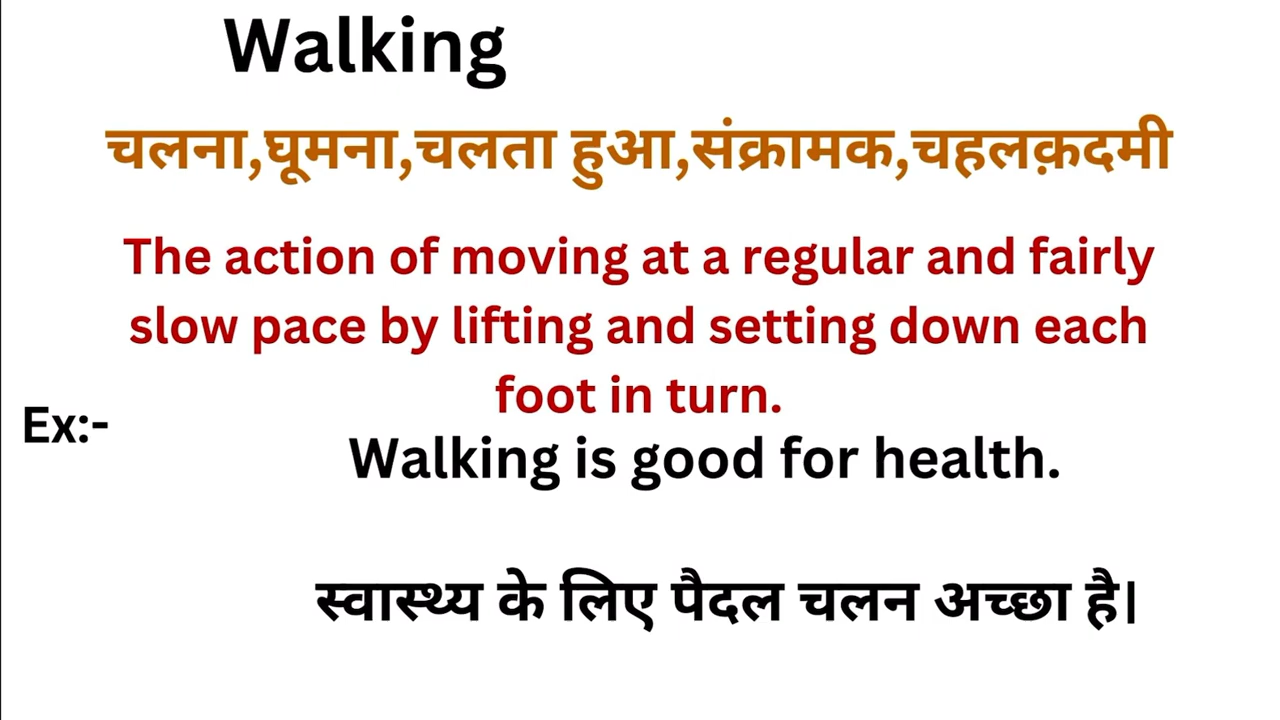 Walking
चलना,घूमना,चलता हुआ,संक्रामक,चहलक़दमी
The action of moving at a regular and fairly
slow pace by lifting and setting down each
foot in turn.
Ex:-
Walking is good for health.
स्वास्थ्य के लिए पैदल चलन अच्छा है।